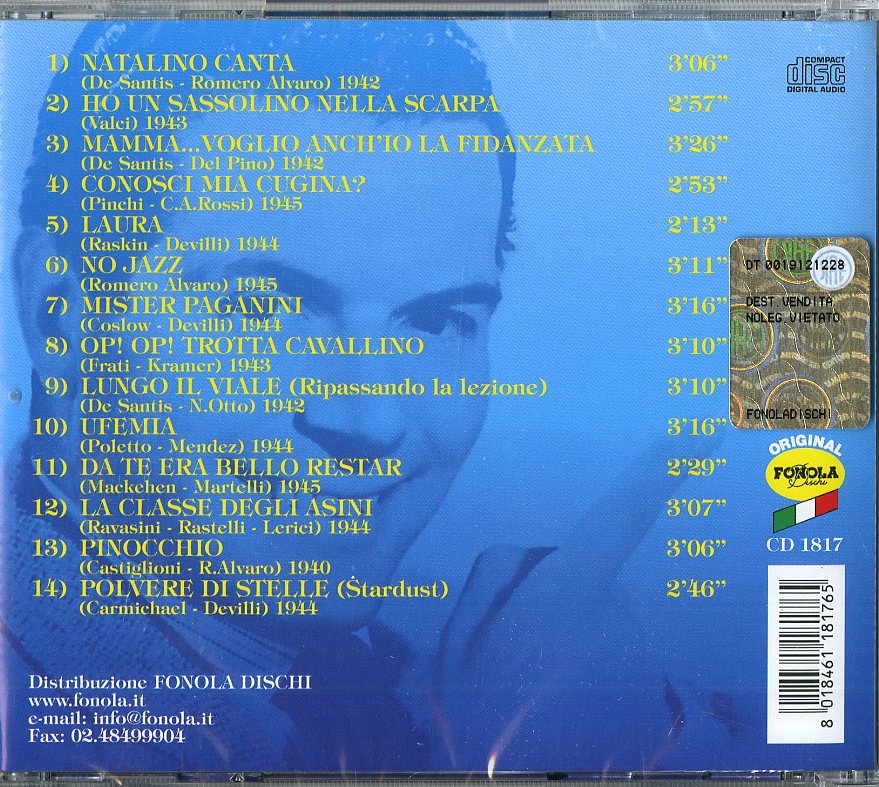 1) NATALINO CANTA 3'06"
(De Santis - Romero Alvaro) 1942
2) HO UN SASSOLINO NELLA SCARPA 2'57"
(Valci) 1943
3) MAMMA...VOGLIO ANCH'IO LA FIDANZATA 3'26"
(De Santis - Del Pino) 1942
4) CONOSCI MIA CUGINA? 2'53"
(Pinchi - C.A.Rossi) 1945
5) LAURA 2'13"
(Raskin - Devilli) 1944
6) NO JAZZ 3'11"
(Romero Alvaro) 1945
7) MISTER PAGANINI 3'16"
(Coslow - Devilli) 1944
8) OP! OP! TROTTA CAVALLINO 3'10"
(Frati - Kramer) 1943
9) LUNGO IL VIALE (Ripassando la lezione) 3'10"
(De Santis - N.Otto) 1942
10) UFEMIA 3'16"
(Poletto - Mendez) 1944
11) DA TE ERA BELLO RESTAR 2'29"
(Mackehen - Martelli) 1945
12) LA CLASSE DEGLI ASINI 3'07"
(Ravasini - Rastelli - Lerici) 1944
13) PINOCCHIO 3'06"
(Castiglioni - R.Alvaro) 1940
14) POLVERE DI STELLE (Stardust) 2'46"
(Carmichael - Devilli) 1944
COMPACT
disc
DIGITAL AUDIO
DT 0019121228
DEST.VENDITA
NOLEG.VIETATO
FONOLADISCHI
ORIGINAL
FONOLA
Dischi
CD 1817
8 018461 181765
Distribuzione FONOLA DISCHI
www.fonola.it
e-mail: info@fonola.it
Fax: 02.48499904